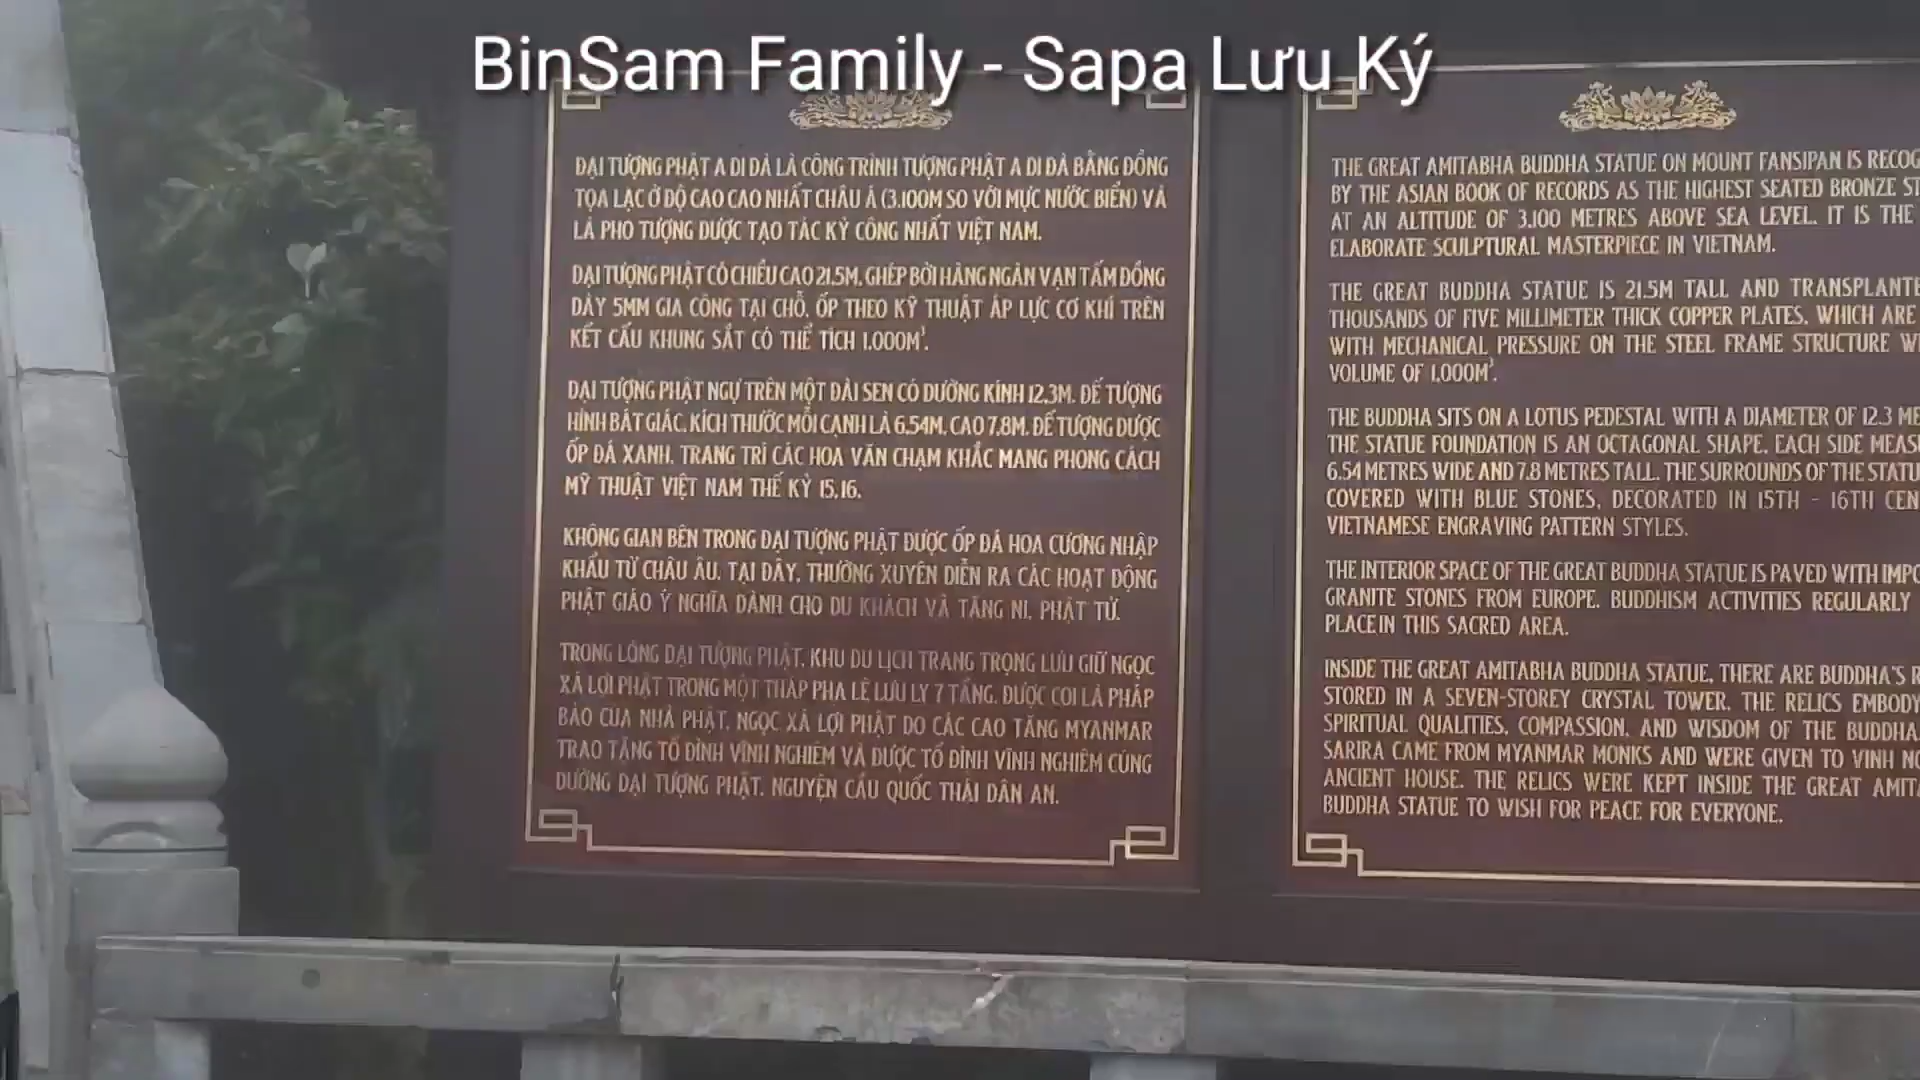 BinSam Family - Sapa Lưu Ký
ĐẠI TƯỢNG PHẬT A DI ĐÀ LÀ CÔNG TRÌNH TƯỢNG PHẬT A DI ĐÀ BẰNG ĐỒNG
TỌA LẠC Ở ĐỘ CAO CAO NHẤT CHÂU Á (3.100M SO VỚI MỰC NƯỚC BIỂN) VÀ
LÀ PHO TƯỢNG ĐƯỢC TẠO TÁC KỲ CÔNG NHẤT VIỆT NAM.
ĐẠI TƯỢNG PHẬT CÓ CHIỀU CAO 21.5M, GHÉP BỞI HÀNG NGÀN VẠN TẤM ĐỒNG
DÀY 5MM GIA CÔNG TẠI CHỖ, ỐP THEO KỸ THUẬT ÁP LỰC CƠ KHÍ TRÊN
KẾT CẤU KHUNG SẮT CÓ THỂ TÍCH 1.000M³.
ĐẠI TƯỢNG PHẬT NGỰ TRÊN MỘT ĐÀI SEN CÓ ĐƯỜNG KÍNH 12,3M. ĐẾ TƯỢNG
HÌNH BÁT GIÁC, KÍCH THƯỚC MỖI CẠNH LÀ 6,54M, CAO 7,8M. ĐẾ TƯỢNG ĐƯỢC
ỐP ĐÁ XANH, TRANG TRÍ CÁC HOA VĂN CHẠM KHẮC MANG PHONG CÁCH
MỸ THUẬT VIỆT NAM THẾ KỶ 15,16.
KHÔNG GIAN BÊN TRONG ĐẠI TƯỢNG PHẬT ĐƯỢC ỐP ĐÁ HOA CƯƠNG NHẬP
KHẨU TỪ CHÂU ÂU. TẠI ĐÂY, THƯỜNG XUYÊN DIỄN RA CÁC HOẠT ĐỘNG
PHẬT GIÁO Ý NGHĨA DÀNH CHO DU KHÁCH VÀ TĂNG NI, PHẬT TỬ.
TRONG LÒNG ĐẠI TƯỢNG PHẬT, KHU DU LỊCH TRANG TRỌNG LƯU GIỮ NGỌC
XÁ LỢI PHẬT TRONG MỘT THÁP PHA LÊ LƯU LY 7 TẦNG, ĐƯỢC COI LÀ PHÁP
BẢO CỦA NHÀ PHẬT. NGỌC XÁ LỢI PHẬT DO CÁC CAO TĂNG MYANMAR
TRAO TẶNG TỔ ĐÌNH VĨNH NGHIÊM VÀ ĐƯỢC TỔ ĐÌNH VĨNH NGHIÊM CÚNG
DƯỜNG ĐẠI TƯỢNG PHẬT, NGUYỆN CẦU QUỐC THÁI DÂN AN.
THE GREAT AMITABHA BUDDHA STATUE ON MOUNT FANSIPAN IS
BY THE ASIAN BOOK OF RECORDS AS THE HIGHEST SEATED BRONZE
AT AN ALTITUDE OF 3,100 METRES ABOVE SEA LEVEL. IT IS THE
ELABORATE SCULPTURAL MASTERPIECE IN VIETNAM.
THE GREAT BUDDHA STATUE IS 21.5M TALL AND
THOUSANDS OF FIVE MILLIMETER THICK COPPER PLATES, WHICH ARE
WITH MECHANICAL PRESSURE ON THE STEEL FRAME STRUCTURE
VOLUME OF 1,000M³.
THE BUDDHA SITS ON A LOTUS PEDESTAL WITH A DIAMETER OF 12.3
THE STATUE FOUNDATION IS AN OCTAGONAL SHAPE, EACH SIDE
6.54 METRES WIDE AND 7.8 METRES TALL. THE SURROUNDS OF THE
COVERED WITH BLUE STONES, DECORATED IN 15TH - 16TH
VIETNAMESE ENGRAVING PATTERN STYLES.
THE INTERIOR SPACE OF THE GREAT BUDDHA STATUE IS PAVED WITH
GRANITE STONES FROM EUROPE. BUDDHISM ACTIVITIES REGULARLY
PLACE IN THIS SACRED AREA.
INSIDE THE GREAT AMITABHA BUDDHA STATUE, THERE ARE BUDDHA'S
STORED IN A SEVEN-STOREY CRYSTAL TOWER. THE RELICS EMBODY
SPIRITUAL QUALITIES, COMPASSION, AND WISDOM OF THE BUDDHA.
SARIRA CAME FROM MYANMAR MONKS AND WERE GIVEN TO VINH
ANCIENT HOUSE. THE RELICS WERE KEPT INSIDE THE GREAT
BUDDHA STATUE TO WISH FOR PEACE FOR EVERYONE.